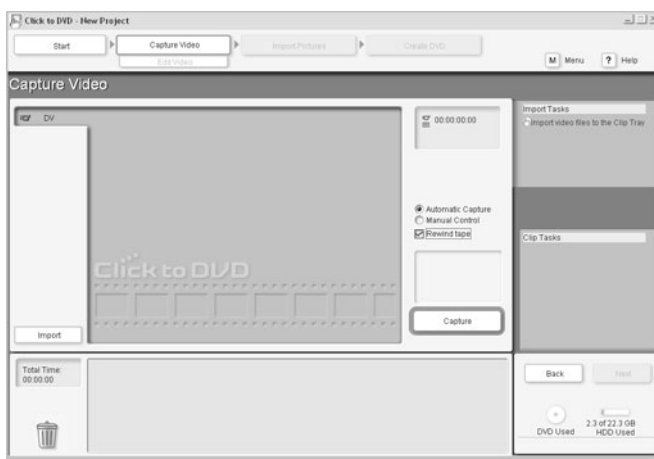 Click to DVD - New Project
Start
Capture Video
Import Pictures
Create DVD
Edit Video
M Menu
? Help
Capture Video
DV
00:00:00:00
Import Tasks
Import video files to the Clip Tray
Automatic Capture
Manual Control
Rewind tape
Clip Tasks
Click to DVD
Capture
Import
Total Time:
00:00:00
Back
Next
2.3 of 22.3 GB
DVD Used
HDD Used